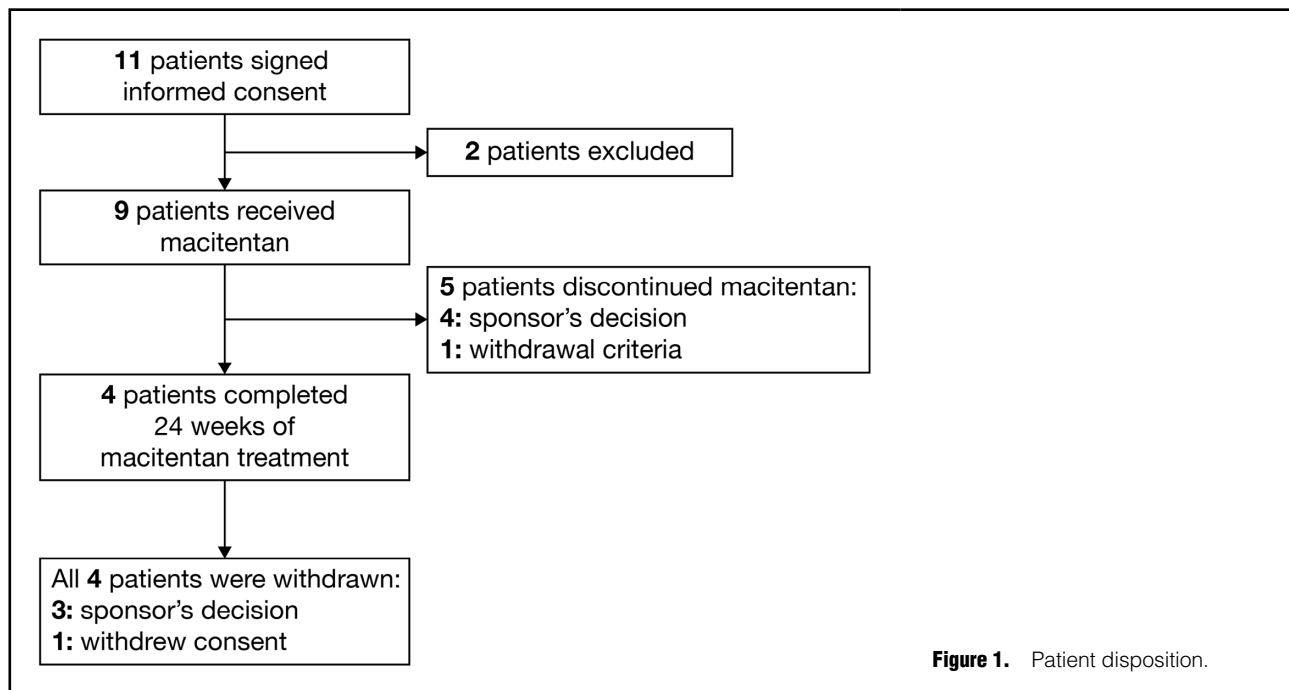 11 patients signed
informed consent
2 patients excluded
9 patients received
macitentan
5 patients discontinued macitentan:
4: sponsor's decision
1: withdrawal criteria
4 patients completed
24 weeks of
macitentan treatment
All 4 patients were withdrawn:
3: sponsor's decision
1: withdrew consent
Figure 1. Patient disposition.